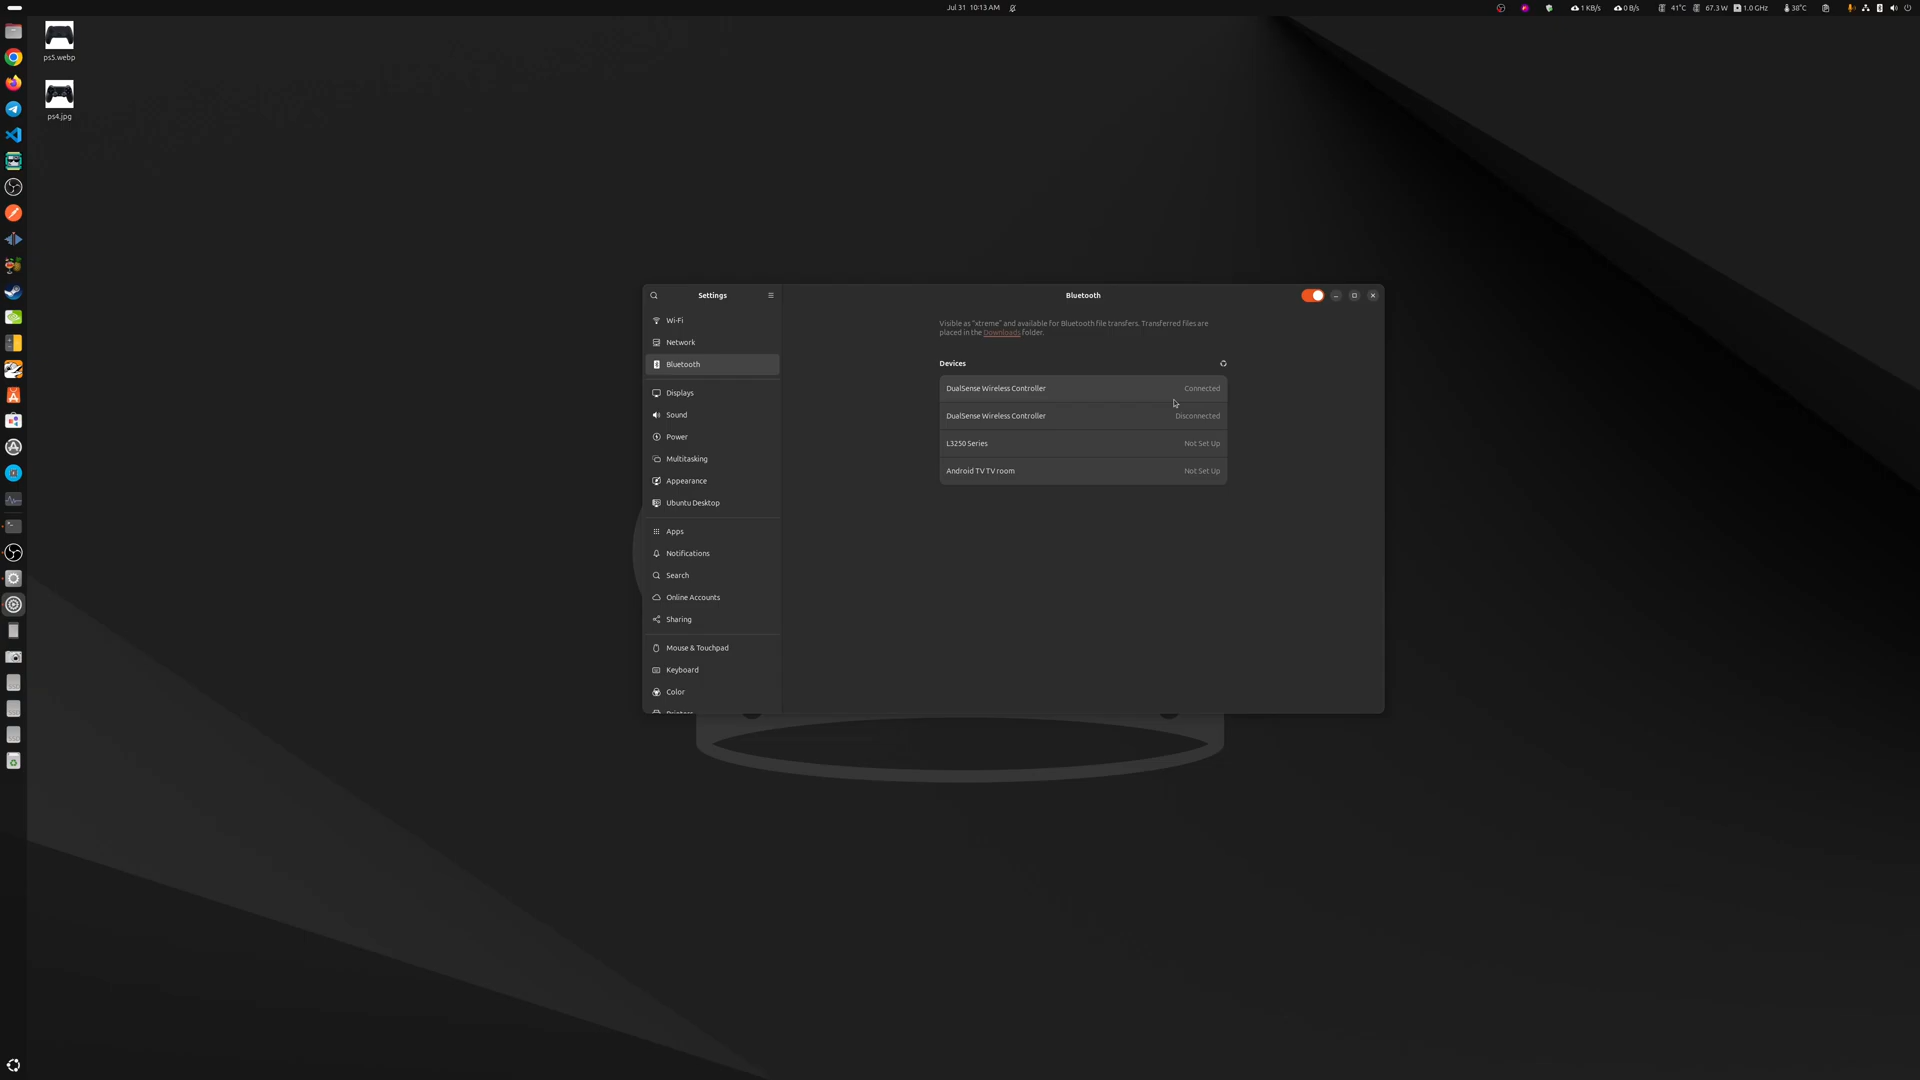 Jul 31 10:13 AM
1 KB/s
0 B/s
41°C
67.3 W
1.0 GHz
38°C
ps5.webp
ps4.jpg
Settings
Bluetooth
Wi-Fi
Network
Bluetooth
Displays
Sound
Power
Multitasking
Appearance
Ubuntu Desktop
Apps
Notifications
Search
Online Accounts
Sharing
Mouse & Touchpad
Keyboard
Color
Printers
Visible as "xtreme" and available for Bluetooth file transfers. Transferred files are
placed in the Downloads folder.
Devices
DualSense Wireless Controller Connected
DualSense Wireless Controller Disconnected
L3250 Series Not Set Up
Android TV TV room Not Set Up